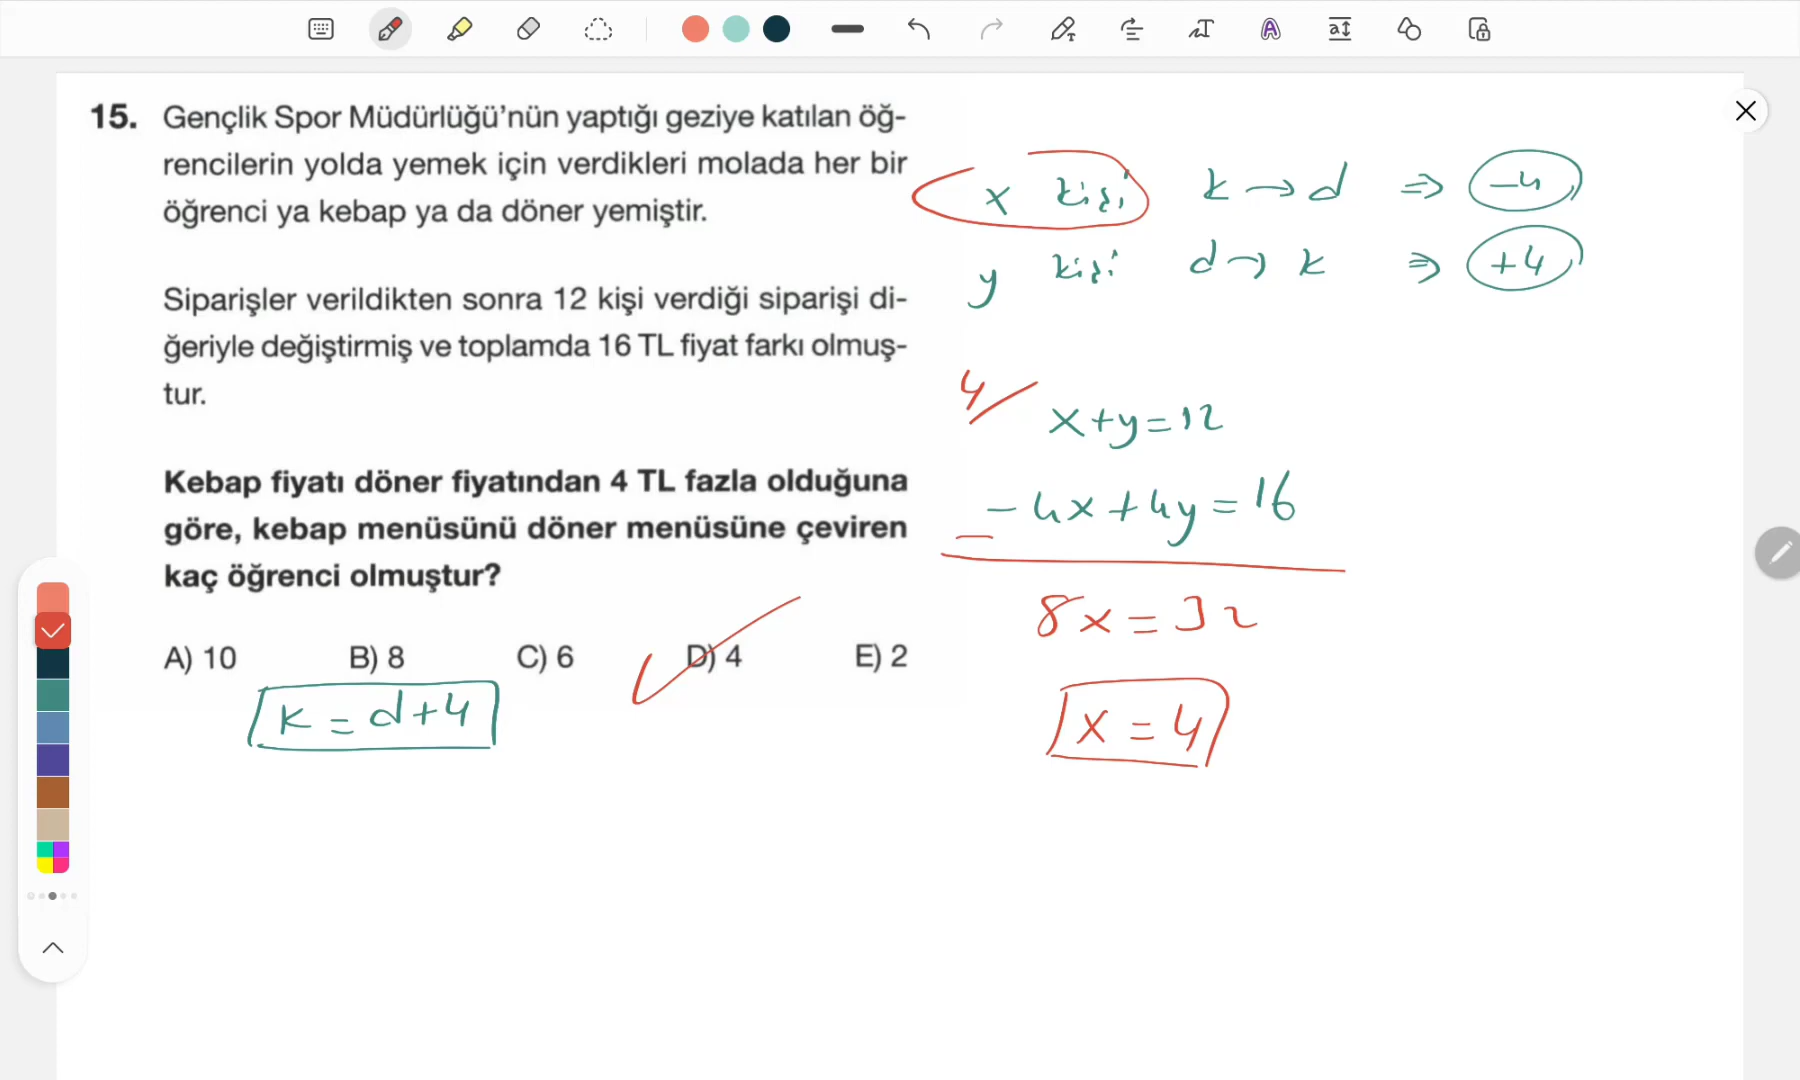 15. Gençlik Spor Müdürlüğü'nün yaptığı geziye katılan öğ-
rencilerin yolda yemek için verdikleri molada her bir
öğrenci ya kebap ya da döner yemiştir.
Siparişler verildikten sonra 12 kişi verdiği siparişi di-
ğeriyle değiştirmiş ve toplamda 16 TL fiyat farkı olmuş-
tur.
Kebap fiyatı döner fiyatından 4 TL fazla olduğuna
göre, kebap menüsünü döner menüsüne çeviren
kaç öğrenci olmuştur?
A) 10 B) 8 C) 6 D) 4 E) 2
k = d+4
x kişi k → d ⇒ -4
y kişi d → k ⇒ +4
4/ x+y=12
- 4x+4y=16
-
8x=32
x=4